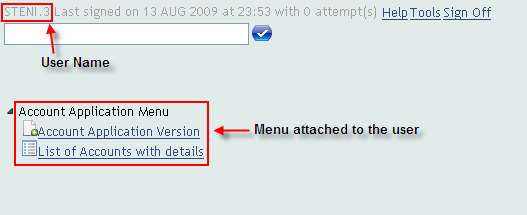 STENI.3 Last signed on 13 AUG 2009 at 23:53 with 0 attempt(s) Help Tools Sign Off
User Name
Account Application Menu
Account Application Version
Menu attached to the user
List of Accounts with details